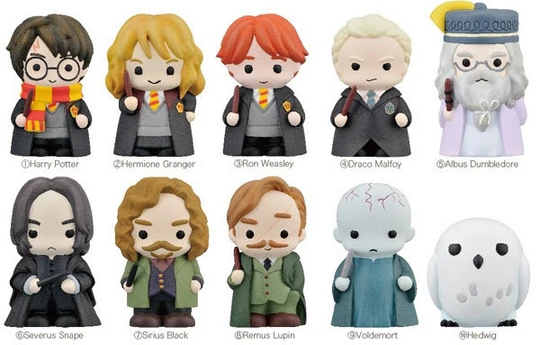 ①Harry Potter
②Hermione Granger
③Ron Weasley
④Draco Malfoy
⑤Albus Dumbledore
⑥Severus Snape
⑦Sirius Black
⑧Remus Lupin
⑨Voldemort
⑩Hedwig